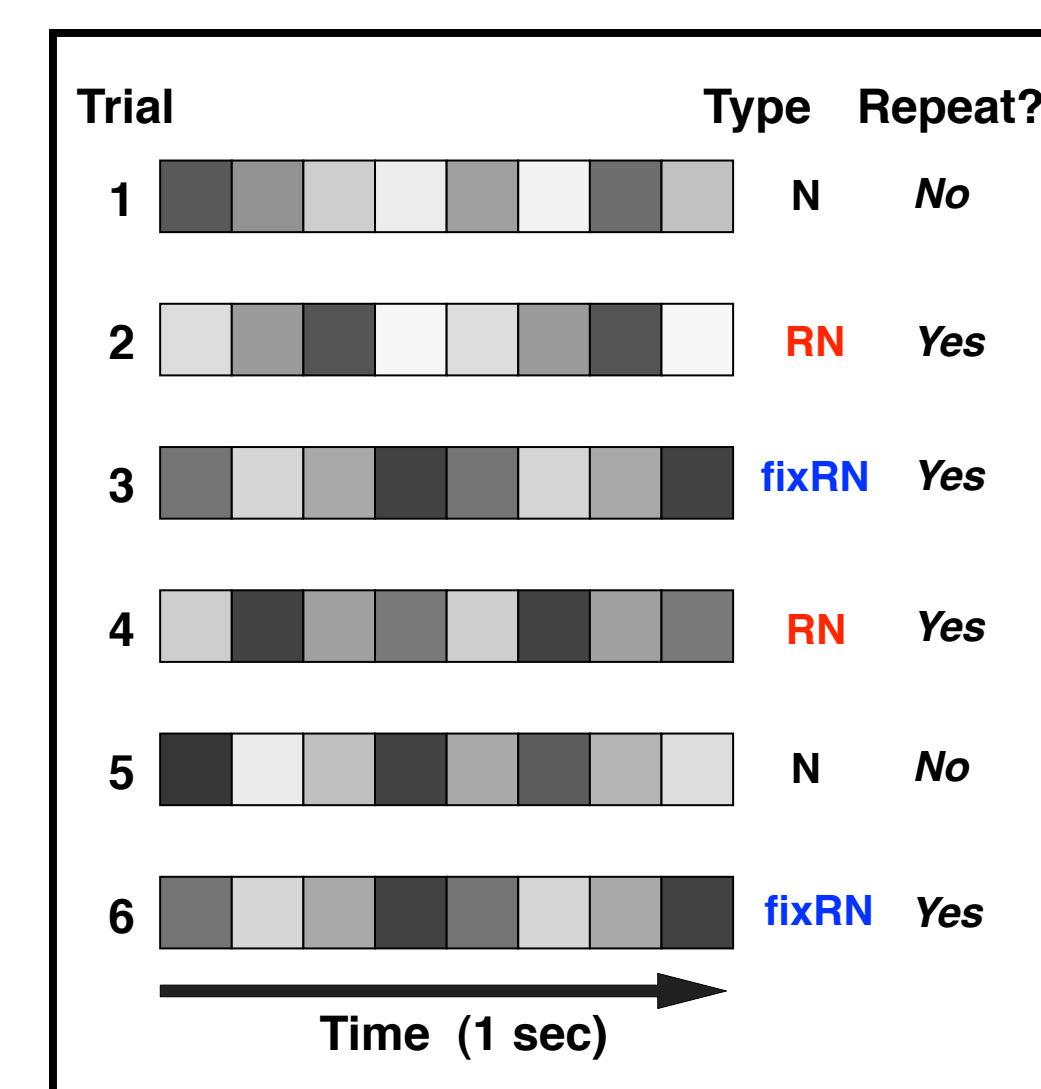 Trial Type Repeat?
1 N No
2 RN Yes
3 fixRN Yes
4 RN Yes
5 N No
6 fixRN Yes
Time (1 sec)